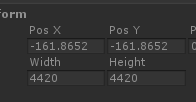 form
Pos X Pos Y P
-161.8652 -161.8652
Width Height
4420 4420